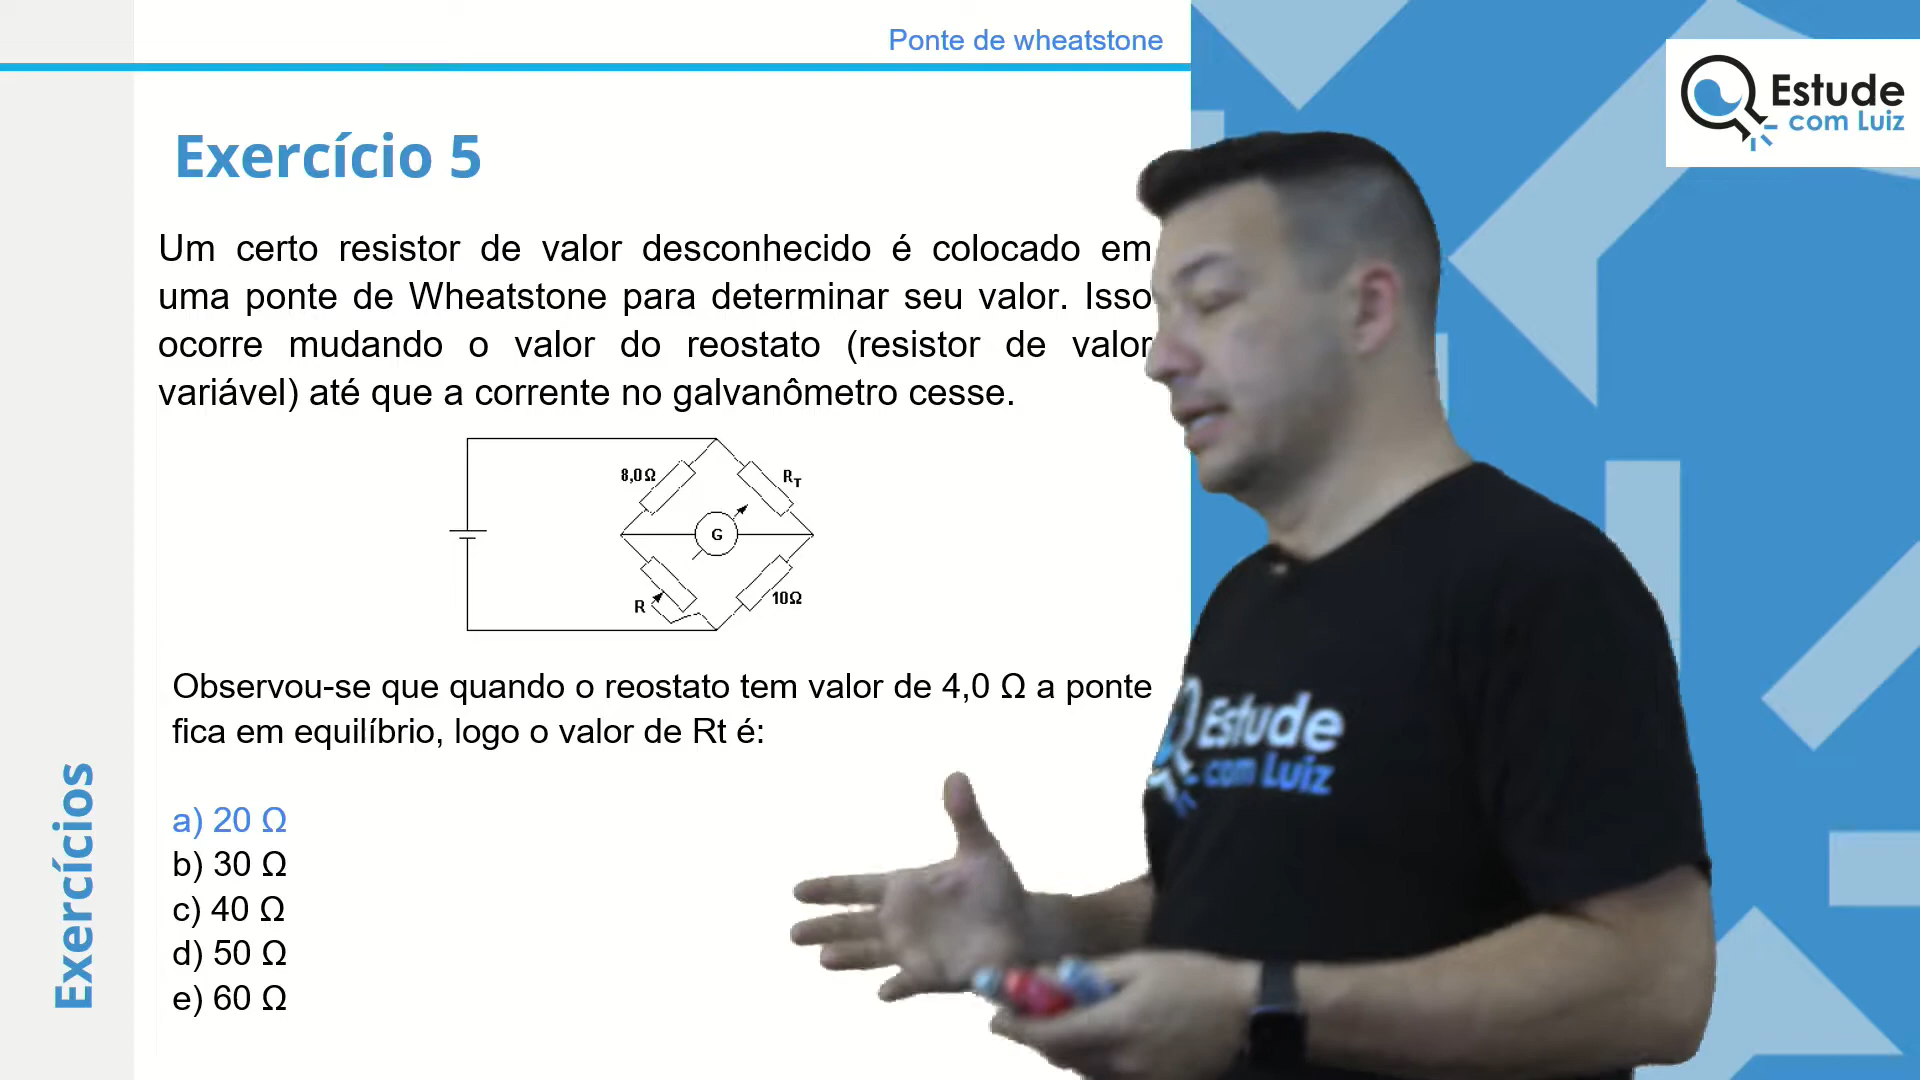 Ponte de wheatstone
Estude
com Luiz
Exercício 5
Um certo resistor de valor desconhecido é colocado em
uma ponte de Wheatstone para determinar seu valor. Isso
ocorre mudando o valor do reostato (resistor de valor
variável) até que a corrente no galvanômetro cesse.
8,0Ω
RT
G
R
10Ω
Observou-se que quando o reostato tem valor de 4,0 Ω a ponte
fica em equilíbrio, logo o valor de Rt é:
a) 20 Ω
b) 30 Ω
c) 40 Ω
d) 50 Ω
e) 60 Ω
Exercícios
Estude
com Luiz